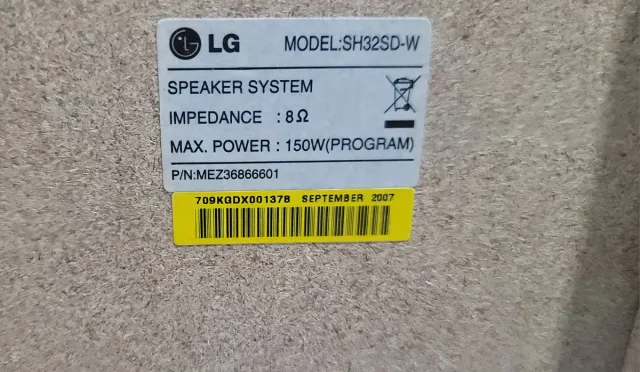 LG MODEL:SH32SD-W
SPEAKER SYSTEM
IMPEDANCE : 8Ω
MAX. POWER : 150W(PROGRAM)
P/N:MEZ36866601
709KGDX001378 SEPTEMBER 2007